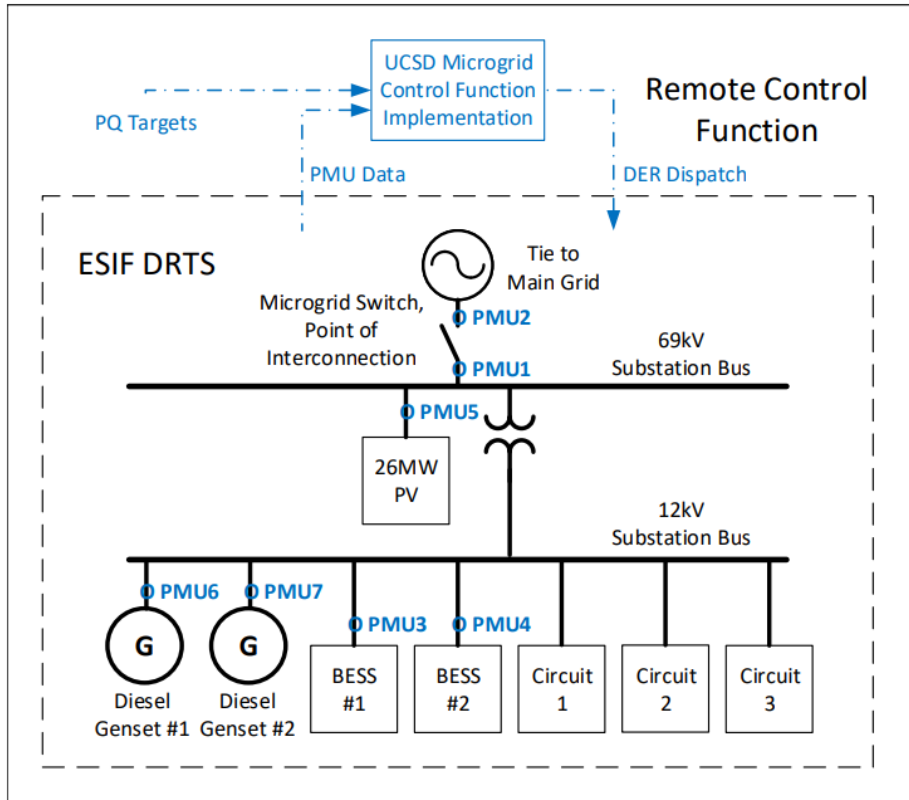 UCSD Microgrid
Control Function
Implementation
Remote Control
Function
PQ Targets
PMU Data
DER Dispatch
ESIF DRTS
Tie to
Main Grid
Microgrid Switch,
Point of
Interconnection
PMU2
PMU1
69kV
Substation Bus
PMU5
26MW
PV
12kV
Substation Bus
PMU6
PMU7
PMU3
PMU4
G
G
Diesel
Genset #1
Diesel
Genset #2
BESS
#1
BESS
#2
Circuit
1
Circuit
2
Circuit
3